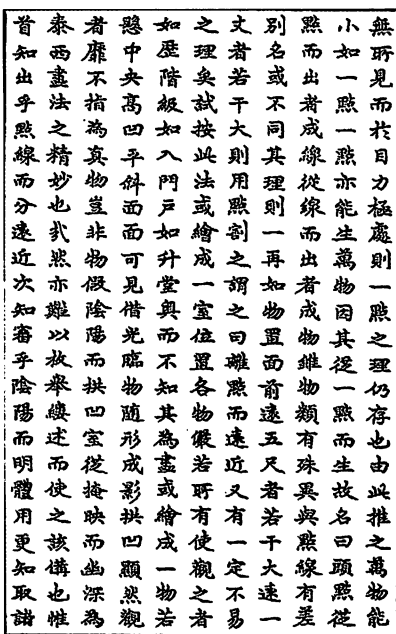 無所見而於目力極處則一點之理仍存也由此推之萬物能
小如一點一點亦能生萬物因其從一點而生故名曰頭點從
點而出者成線從線而出者成物雖物類有殊異與點線有差
別名或不同其理則一再如物置面前遠五尺者若干大遠一
丈者若干大則用點割之謂之曰離點而遠近又有一定不易
之理矣試按此法或繪成一室位置各物儼若所有使觀之者
如歷階級如入門戶如升堂奧而不知其為畫或繪成一物若
懸中央高凹平斜面面可見借光臨物隨形成影拱凹顯然觀
者靡不指為真物豈非物假陰陽而拱凹室從掩映而幽深為
泰西畫法之精妙也哉然亦難以枚舉縷述而使之該備也惟
首知出乎點線而分遠近次知審乎陰陽而明體用更知取諸